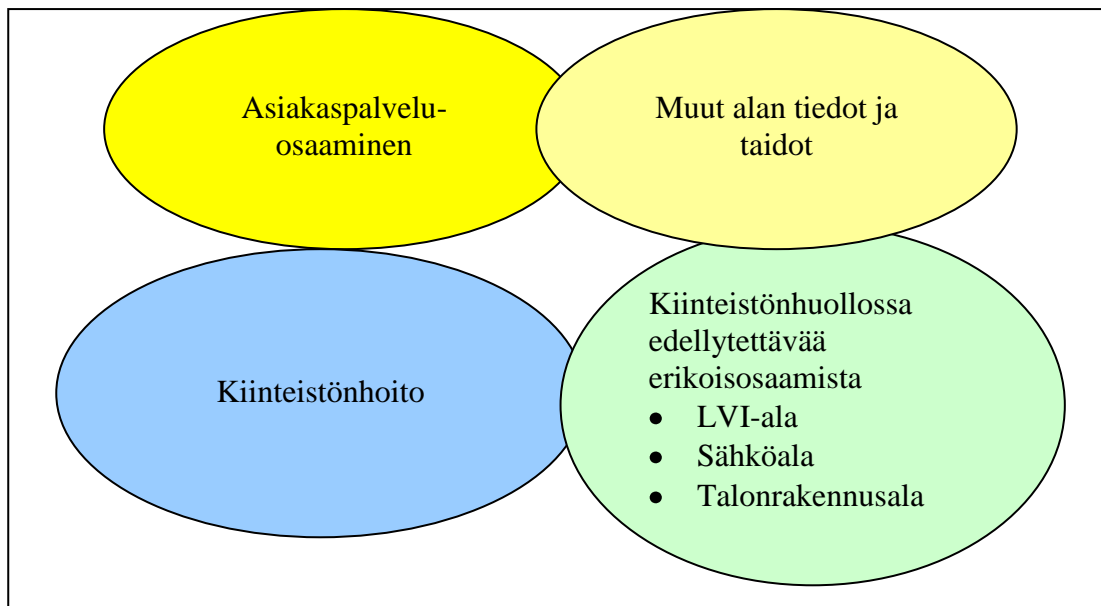 Asiakaspalvelu-
osaaminen
Muut alan tiedot ja
taidot
Kiinteistönhoito
Kiinteistönhuollossa
edellytettävää
erikoisosaamista
• LVI-ala
• Sähköala
• Talonrakennusala